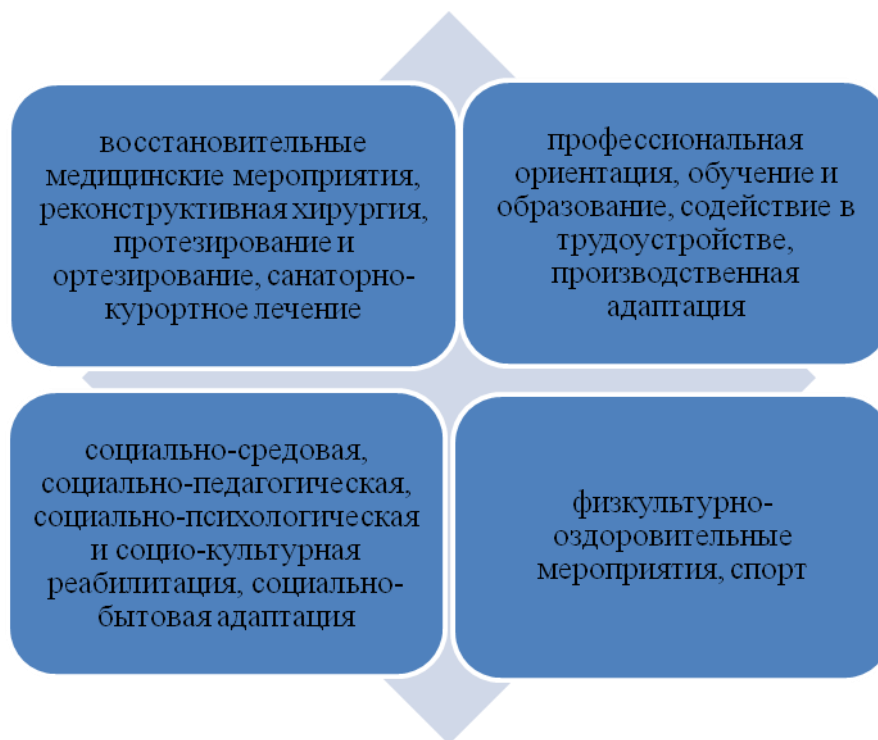 восстановительные
медицинские мероприятия,
реконструктивная хирургия,
протезирование и
ортезирование, санаторно-
курортное лечение
профессиональная
ориентация, обучение и
образование, содействие в
трудоустройстве,
производственная
адаптация
социально-средовая,
социально-педагогическая,
социально-психологическая
и социо-культурная
реабилитация, социально-
бытовая адаптация
физкультурно-
оздоровительные
мероприятия, спорт